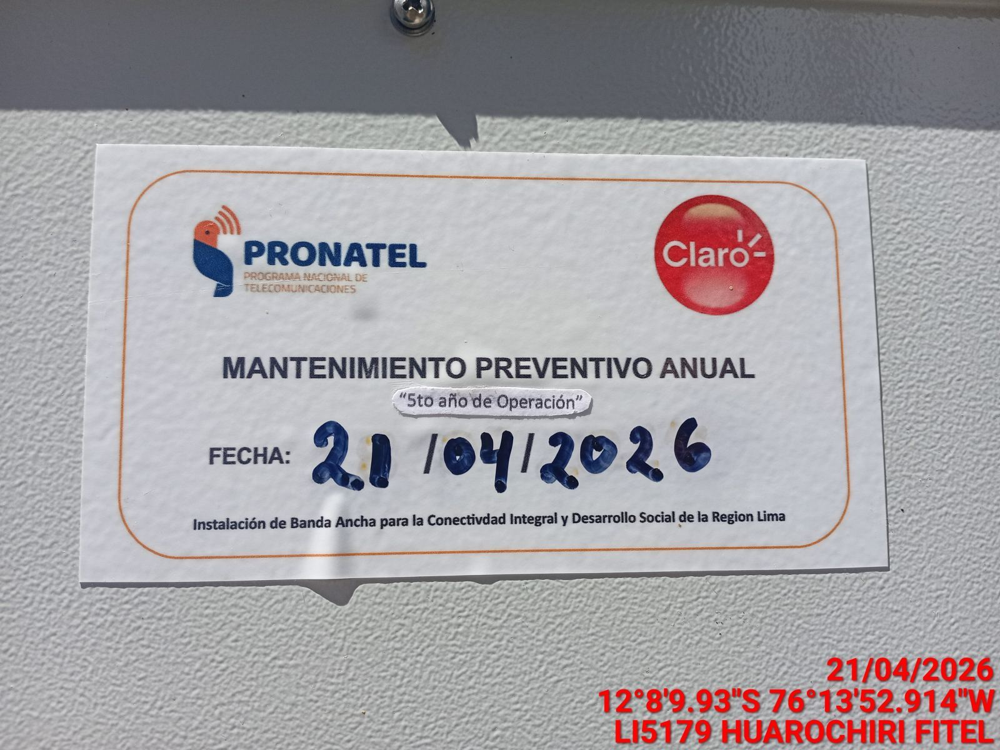 PRONATEL
PROGRAMA NACIONAL DE
TELECOMUNICACIONES
Claro
MANTENIMIENTO PREVENTIVO ANUAL
“5to año de Operación”
FECHA: 21/04/2026
Instalación de Banda Ancha para la Conectivdad Integral y Desarrollo Social de la Region Lima
21/04/2026
12°8'9.93"S 76°13'52.914"W
LI5179 HUAROCHIRI FITEL